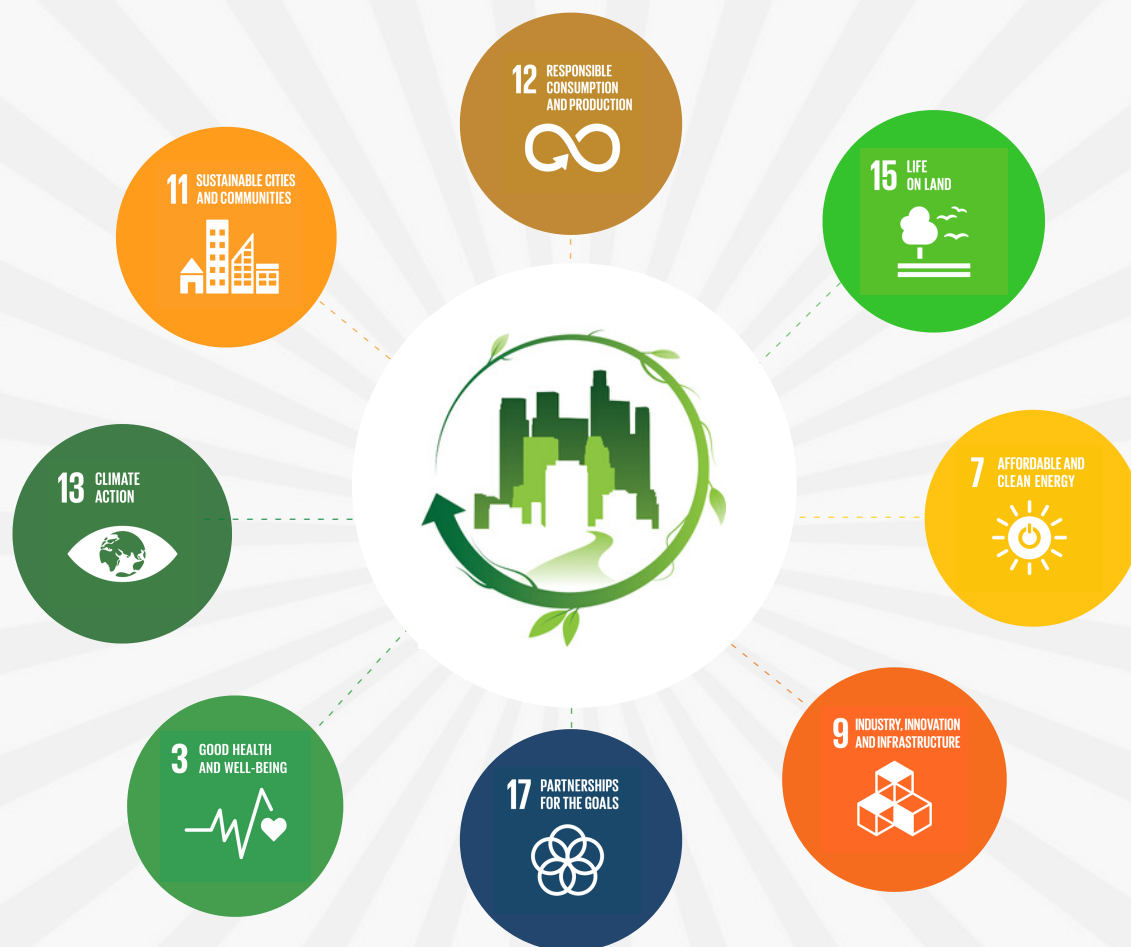 12 RESPONSIBLE
CONSUMPTION
AND PRODUCTION
15 LIFE
ON LAND
11 SUSTAINABLE CITIES
AND COMMUNITIES
7 AFFORDABLE AND
CLEAN ENERGY
13 CLIMATE
ACTION
9 INDUSTRY, INNOVATION
AND INFRASTRUCTURE
3 GOOD HEALTH
AND WELL-BEING
17 PARTNERSHIPS
FOR THE GOALS